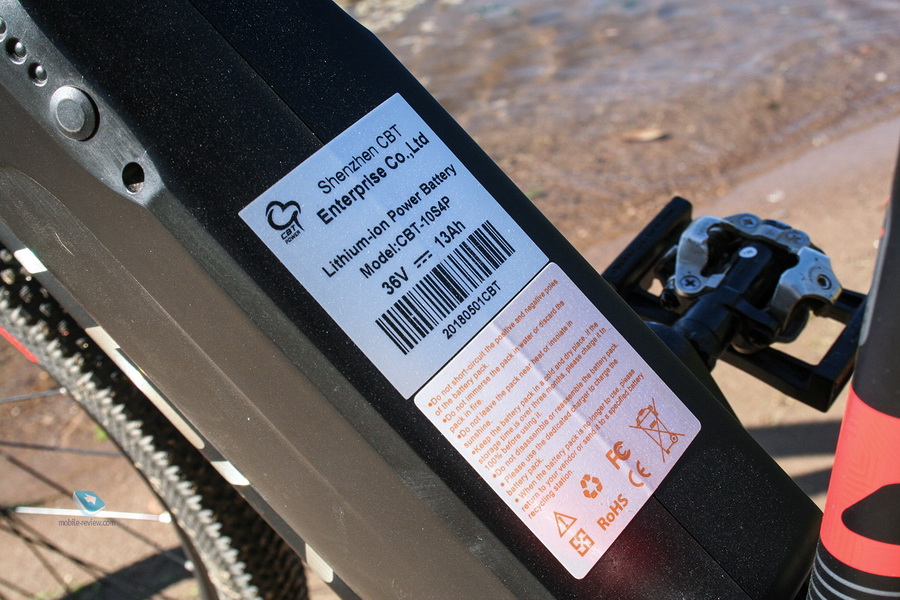 CBT
POWER
Shenzhen CBT
Enterprise Co.,Ltd
Lithium-ion Power Battery
Model:CBT-10S4P
36V 13Ah
20180501CBT
•Do not short-circuit the positive and negative poles
of the battery pack.
•Do not immerse the pack in water or discard the
pack in fire.
•Do not leave the pack near heat or insolate in
sunshine.
•Keep the battery pack in a cool and dry place. If the
storage time is over three months, please charge it to
100% before using it.
•Do not disassemble or reassemble the battery pack.
•Please use the dedicated charger to charge the
battery pack.
•When the battery pack is no longer to use, please
return to your vendor or send to a specified battery
recycling station.
FC
CE
RoHS
mobile-review.com